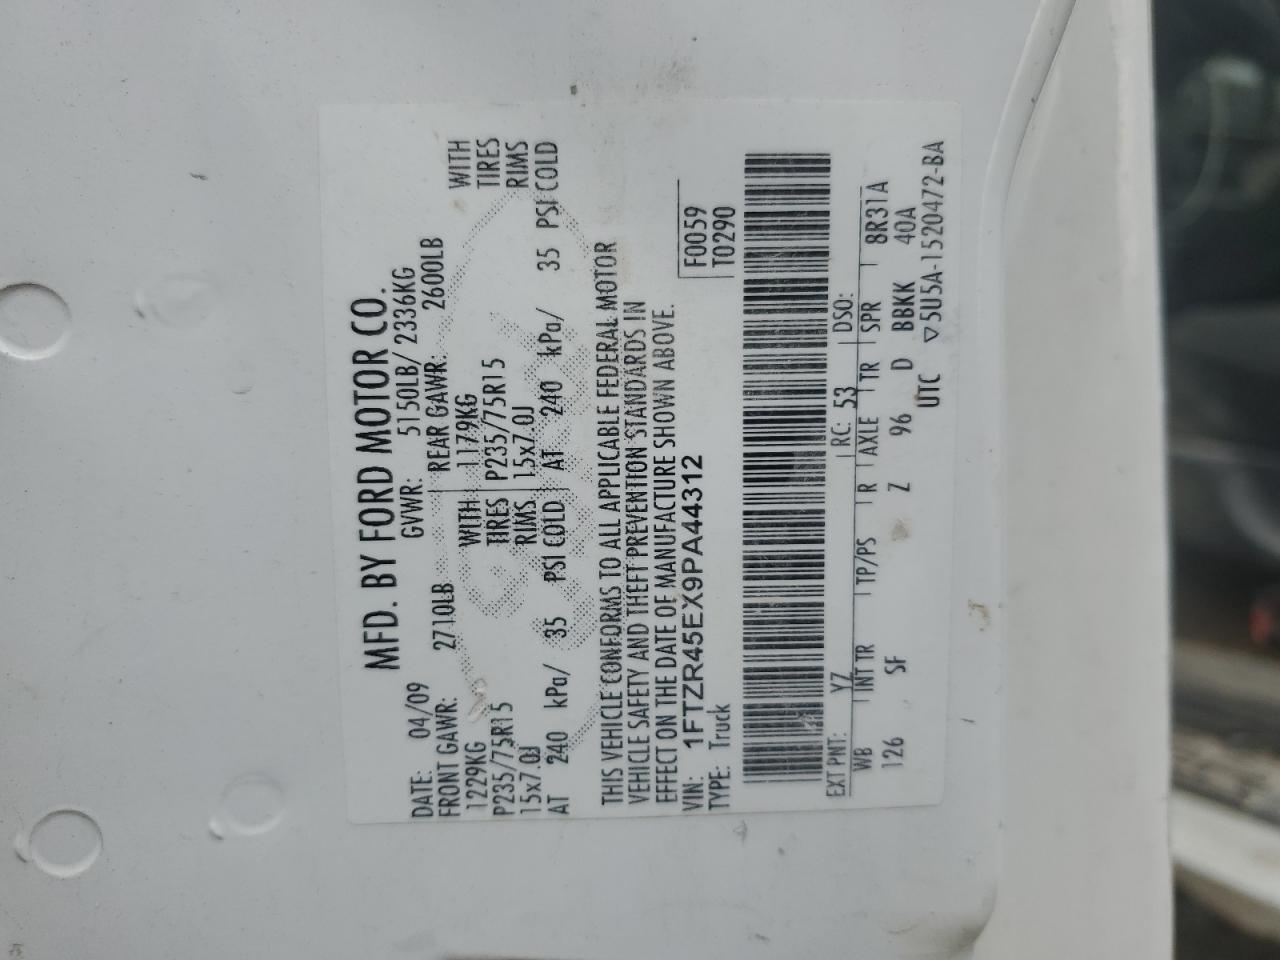 MFD. BY FORD MOTOR CO.
DATE: 04/09 GVWR: 5150LB/ 2336KG
FRONT GAWR: 2710LB REAR GAWR: 2600LB
1229KG WITH 1179KG WITH
P235/75R15 TIRES P235/75R15 TIRES
15x7.0J RIMS 15x7.0J RIMS
AT 240 kPa/ 35 PSI COLD AT 240 kPa/ 35 PSI COLD
THIS VEHICLE CONFORMS TO ALL APPLICABLE FEDERAL MOTOR
VEHICLE SAFETY AND THEFT PREVENTION STANDARDS IN
EFFECT ON THE DATE OF MANUFACTURE SHOWN ABOVE.
VIN: 1FTZR45EX9PA44312 F0059
TYPE: Truck T0290
EXT PNT: YZ RC: 53 DSO:
WB INT TR TP/PS R AXLE TR SPR 8R31A
126 SF Z 96 D BBKK 40A
UTC ▽5U5A-1520472-BA